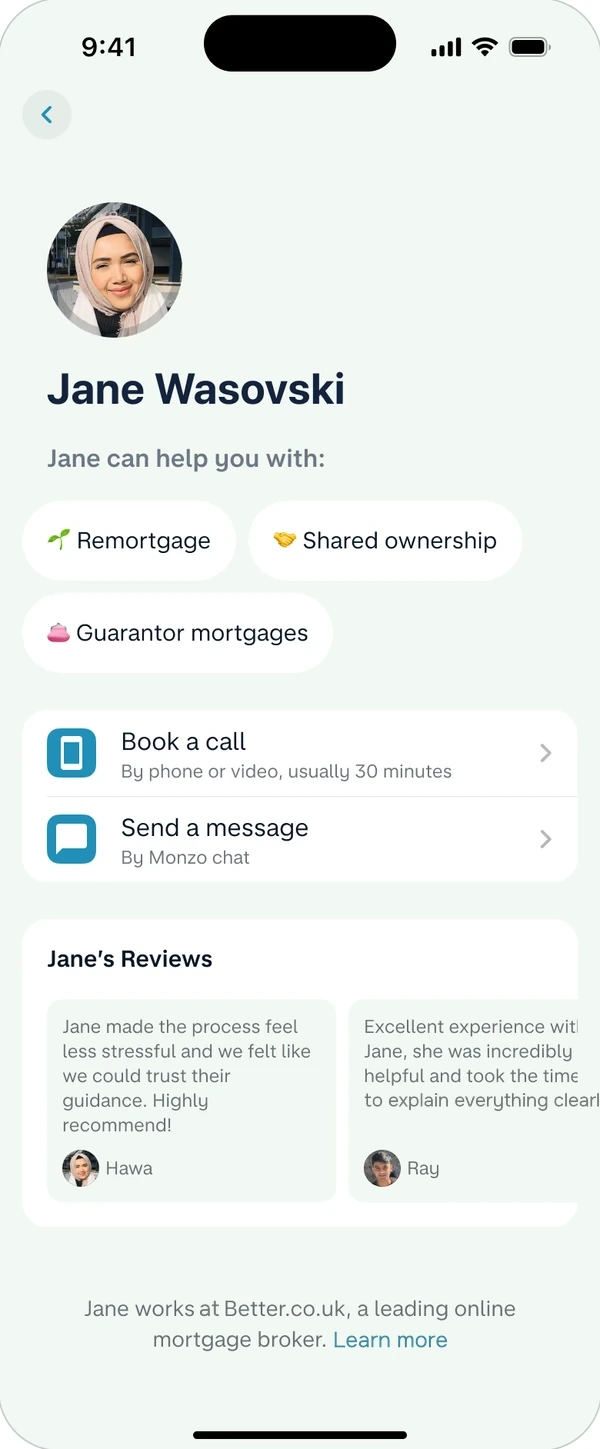 9:41
Jane Wasovski
Jane can help you with:
🌱 Remortgage
🤝 Shared ownership
👛 Guarantor mortgages
Book a call
By phone or video, usually 30 minutes
Send a message
By Monzo chat
Jane’s Reviews
Jane made the process feel
less stressful and we felt like
we could trust their
guidance. Highly
recommend!
Hawa
Excellent experience with
Jane, she was incredibly
helpful and took the time
to explain everything clearl
Ray
Jane works at Better.co.uk, a leading online
mortgage broker. Learn more